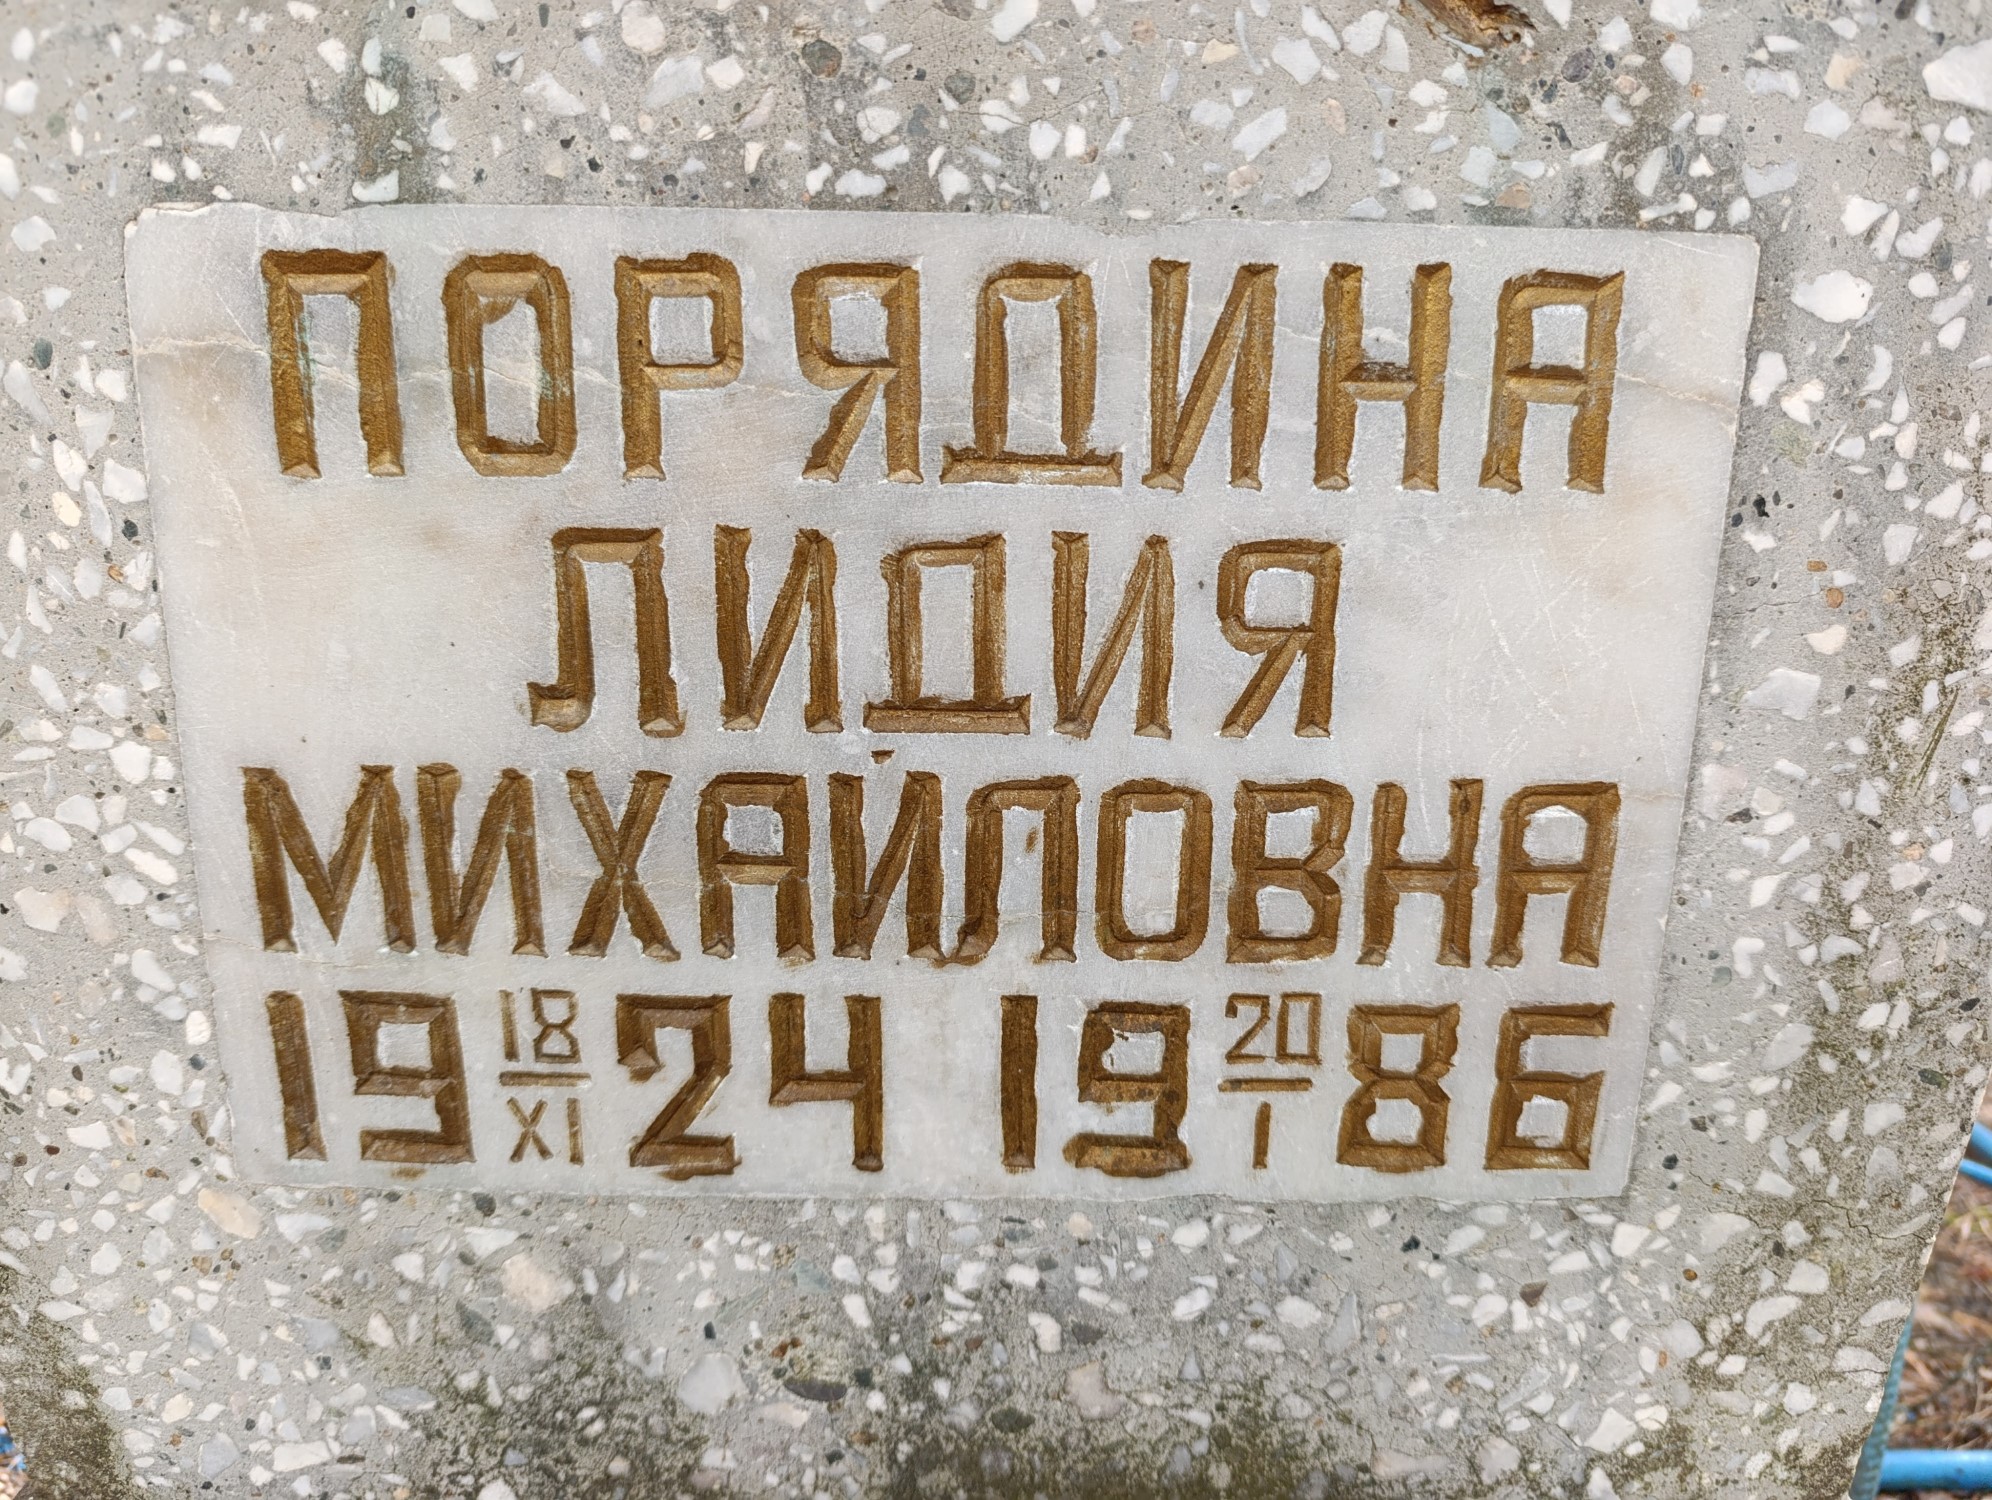 ПОРЯДИНА
ЛИДИЯ
МИХАЙЛОВНА
19 18/XI 24 19 20/I 86